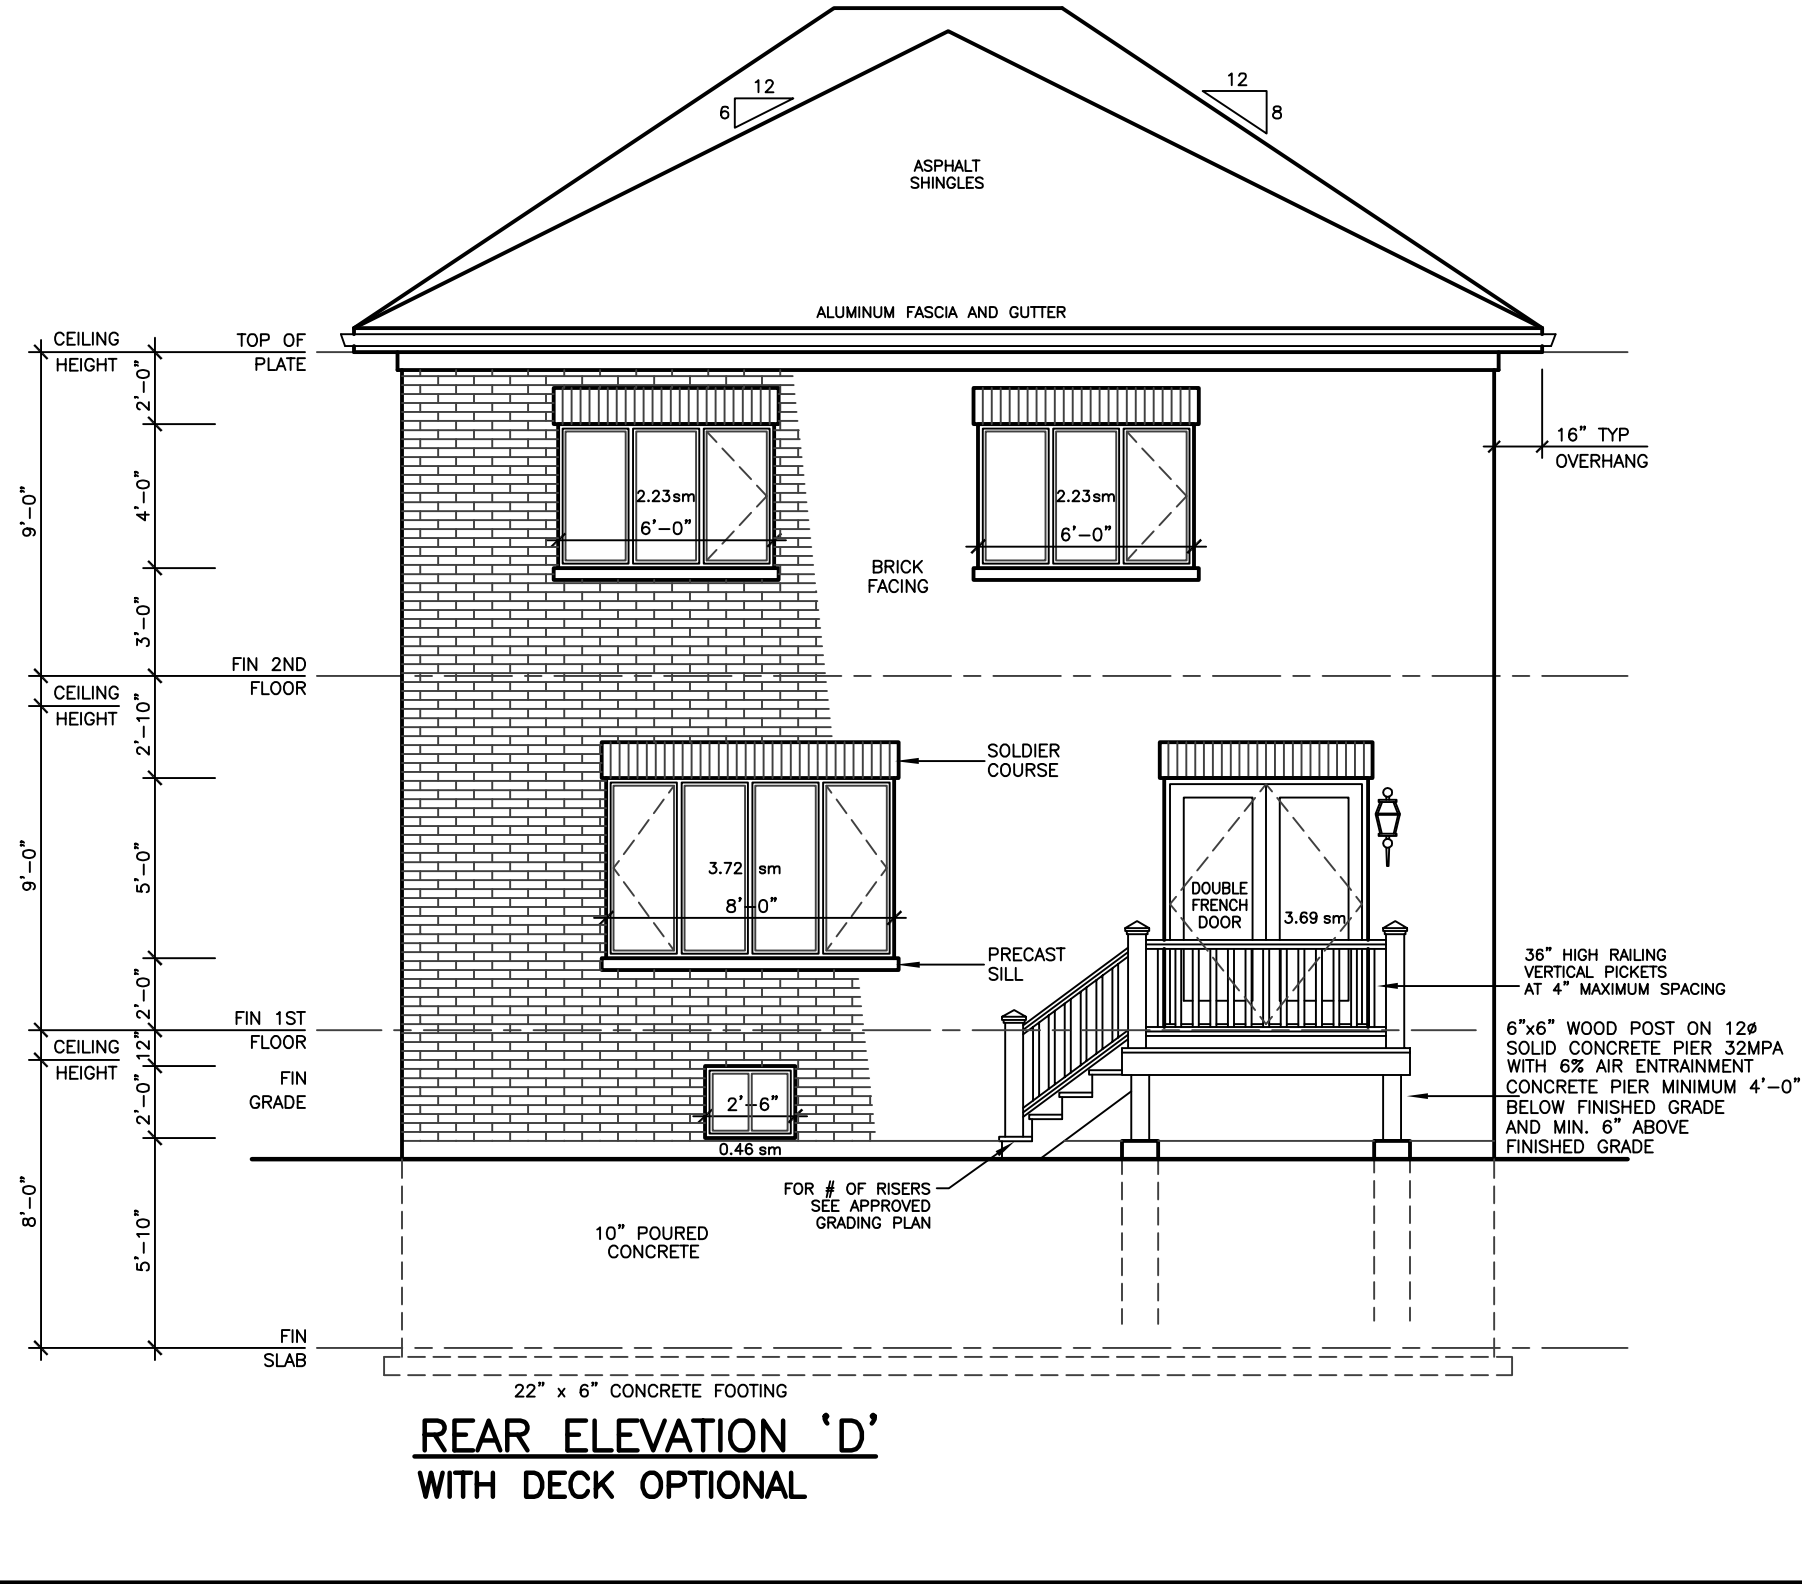 12
6
12
8
ASPHALT
SHINGLES
ALUMINUM FASCIA AND GUTTER
CEILING
HEIGHT
TOP OF
PLATE
2'-0"
16" TYP
OVERHANG
9'-0"
4'-0"
2.23sm
6'-0"
2.23sm
6'-0"
BRICK
FACING
3'-0"
FIN 2ND
FLOOR
CEILING
HEIGHT
2'-10"
SOLDIER
COURSE
9'-0"
5'-0"
3.72 sm
8'-0"
DOUBLE
FRENCH
DOOR
3.69 sm
PRECAST
SILL
36" HIGH RAILING
VERTICAL PICKETS
AT 4" MAXIMUM SPACING
2'-0"
FIN 1ST
FLOOR
CEILING
HEIGHT
12"
FIN
GRADE
2'-0"
2'-6"
0.46 sm
6"x6" WOOD POST ON 12ø
SOLID CONCRETE PIER 32MPA
WITH 6% AIR ENTRAINMENT
CONCRETE PIER MINIMUM 4'-0"
BELOW FINISHED GRADE
AND MIN. 6" ABOVE
FINISHED GRADE
FOR # OF RISERS
SEE APPROVED
GRADING PLAN
8'-0"
5'-10"
10" POURED
CONCRETE
FIN
SLAB
22" x 6" CONCRETE FOOTING
REAR ELEVATION 'D'
WITH DECK OPTIONAL